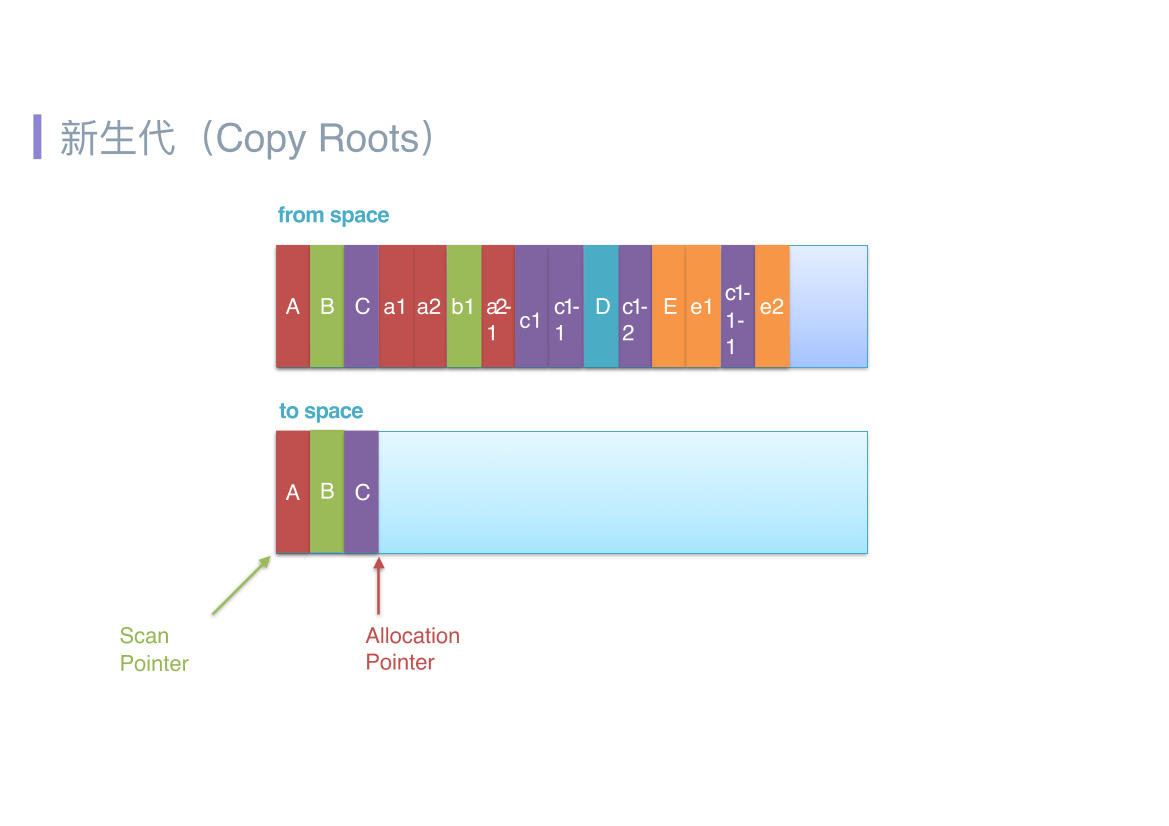 新生代（Copy Roots）
from space
A B C a1 a2 b1 a2-1 c1 c1-1 D c1-2 E e1 c1-1-1 e2
to space
A B C
Scan
Pointer
Allocation
Pointer